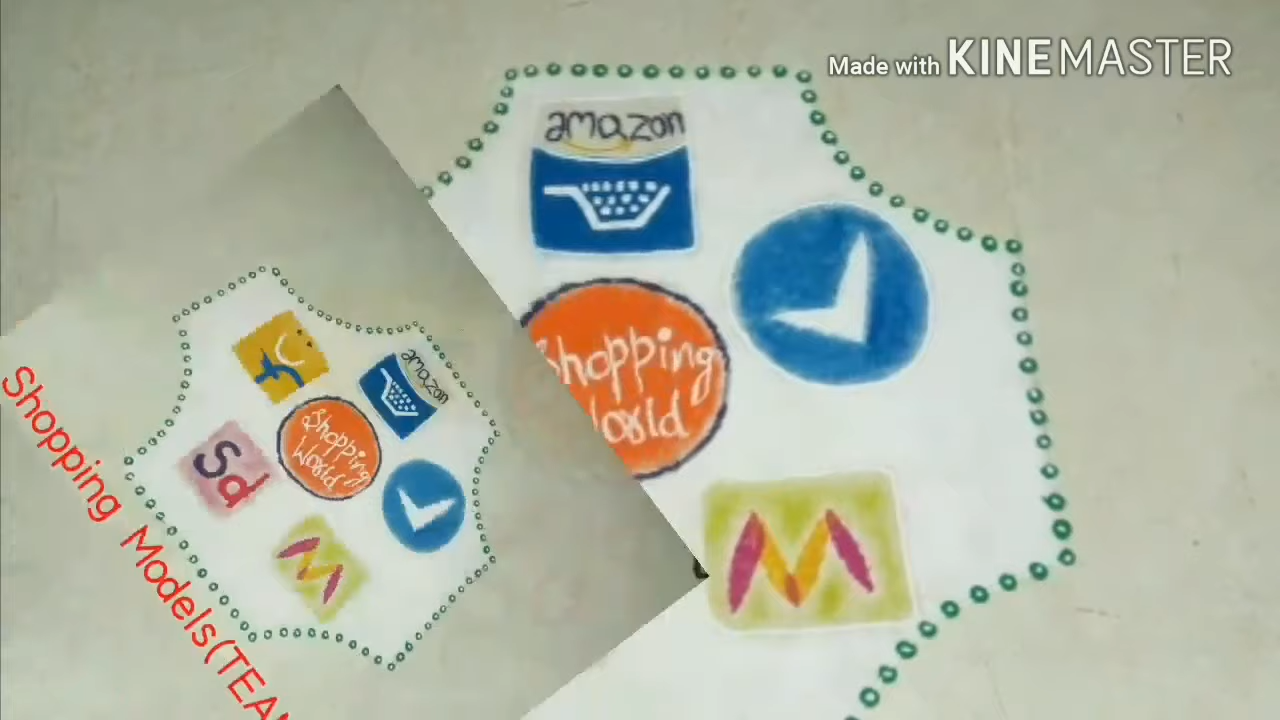 Made with KINEMASTER
amazon
Shopping
World
M
amazon
Shopping
World
Sd
M
Shopping Models(TEA